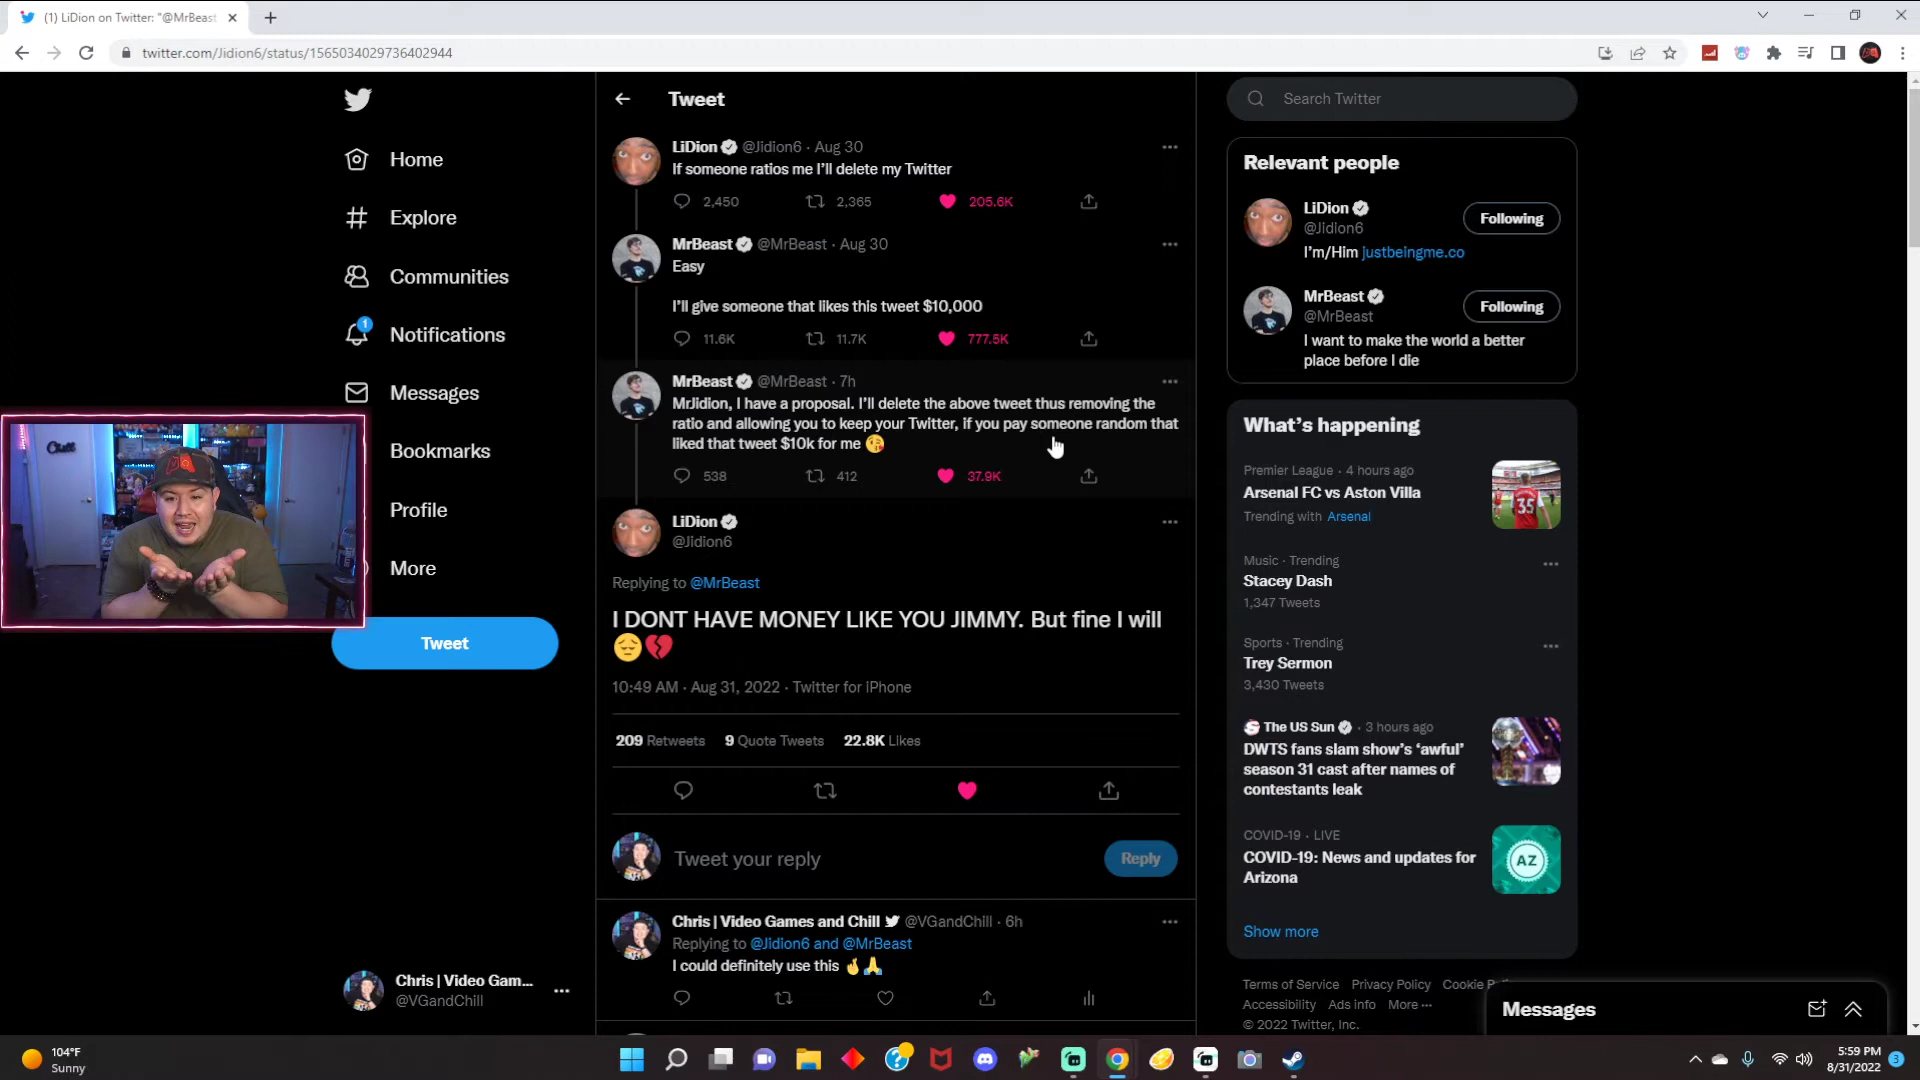 (1) LiDion on Twitter: "@MrBeast
twitter.com/Jidion6/status/1565034029736402944
Home
Explore
Communities
1
Notifications
Messages
Bookmarks
Profile
More
Tweet
Chris | Video Gam...
@VGandChill
Chill
Tweet
LiDion @Jidion6 · Aug 30
If someone ratios me I'll delete my Twitter
2,450 2,365 205.6K
MrBeast @MrBeast · Aug 30
Easy
I'll give someone that likes this tweet $10,000
11.6K 11.7K 777.5K
MrBeast @MrBeast · 7h
MrJidion, I have a proposal. I'll delete the above tweet thus removing the
ratio and allowing you to keep your Twitter, if you pay someone random that
liked that tweet $10k for me 😘
538 412 37.9K
LiDion
@Jidion6
Replying to @MrBeast
I DONT HAVE MONEY LIKE YOU JIMMY. But fine I will
😔💔
10:49 AM · Aug 31, 2022 · Twitter for iPhone
209 Retweets 9 Quote Tweets 22.8K Likes
Tweet your reply
Reply
Chris | Video Games and Chill @VGandChill · 6h
Replying to @Jidion6 and @MrBeast
I could definitely use this 🤞🙏
Search Twitter
Relevant people
LiDion
@Jidion6
Following
I'm/Him justbeingme.co
MrBeast
@MrBeast
Following
I want to make the world a better
place before I die
What's happening
Premier League · 4 hours ago
Arsenal FC vs Aston Villa
Trending with Arsenal
35
Music · Trending
Stacey Dash
1,347 Tweets
Sports · Trending
Trey Sermon
3,430 Tweets
The US Sun · 3 hours ago
DWTS fans slam show's 'awful'
season 31 cast after names of
contestants leak
COVID-19 · LIVE
COVID-19: News and updates for
Arizona
AZ
Show more
Terms of Service Privacy Policy Cookie
Accessibility Ads info More ···
© 2022 Twitter, Inc.
Messages
104°F
Sunny
5:59 PM
8/31/2022
3